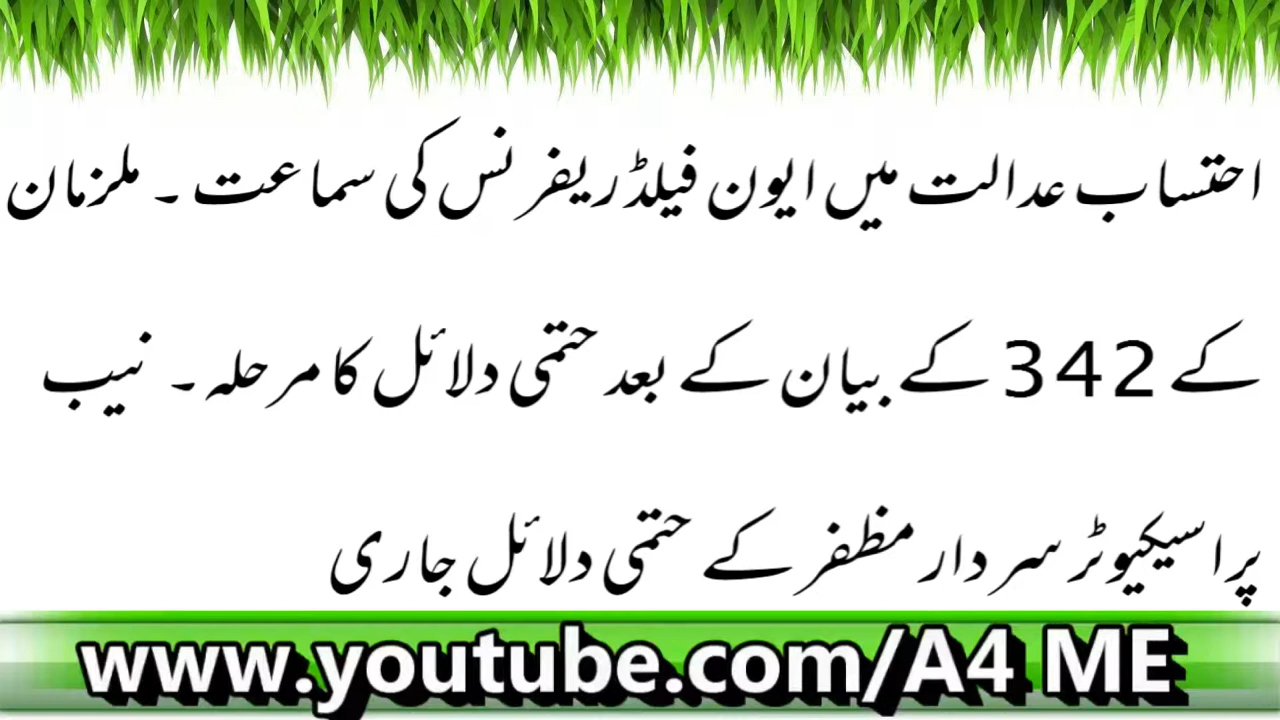 احتساب عدالت میں ایون فیلڈ ریفرنس کی سماعت ۔ ملزمان
کے 342 کے بیان کے بعد حتمی دلائل کا مرحلہ ۔ نیب
پراسیکیوٹر سردار مظفر کے حتمی دلائل جاری
www.youtube.com/A4 ME